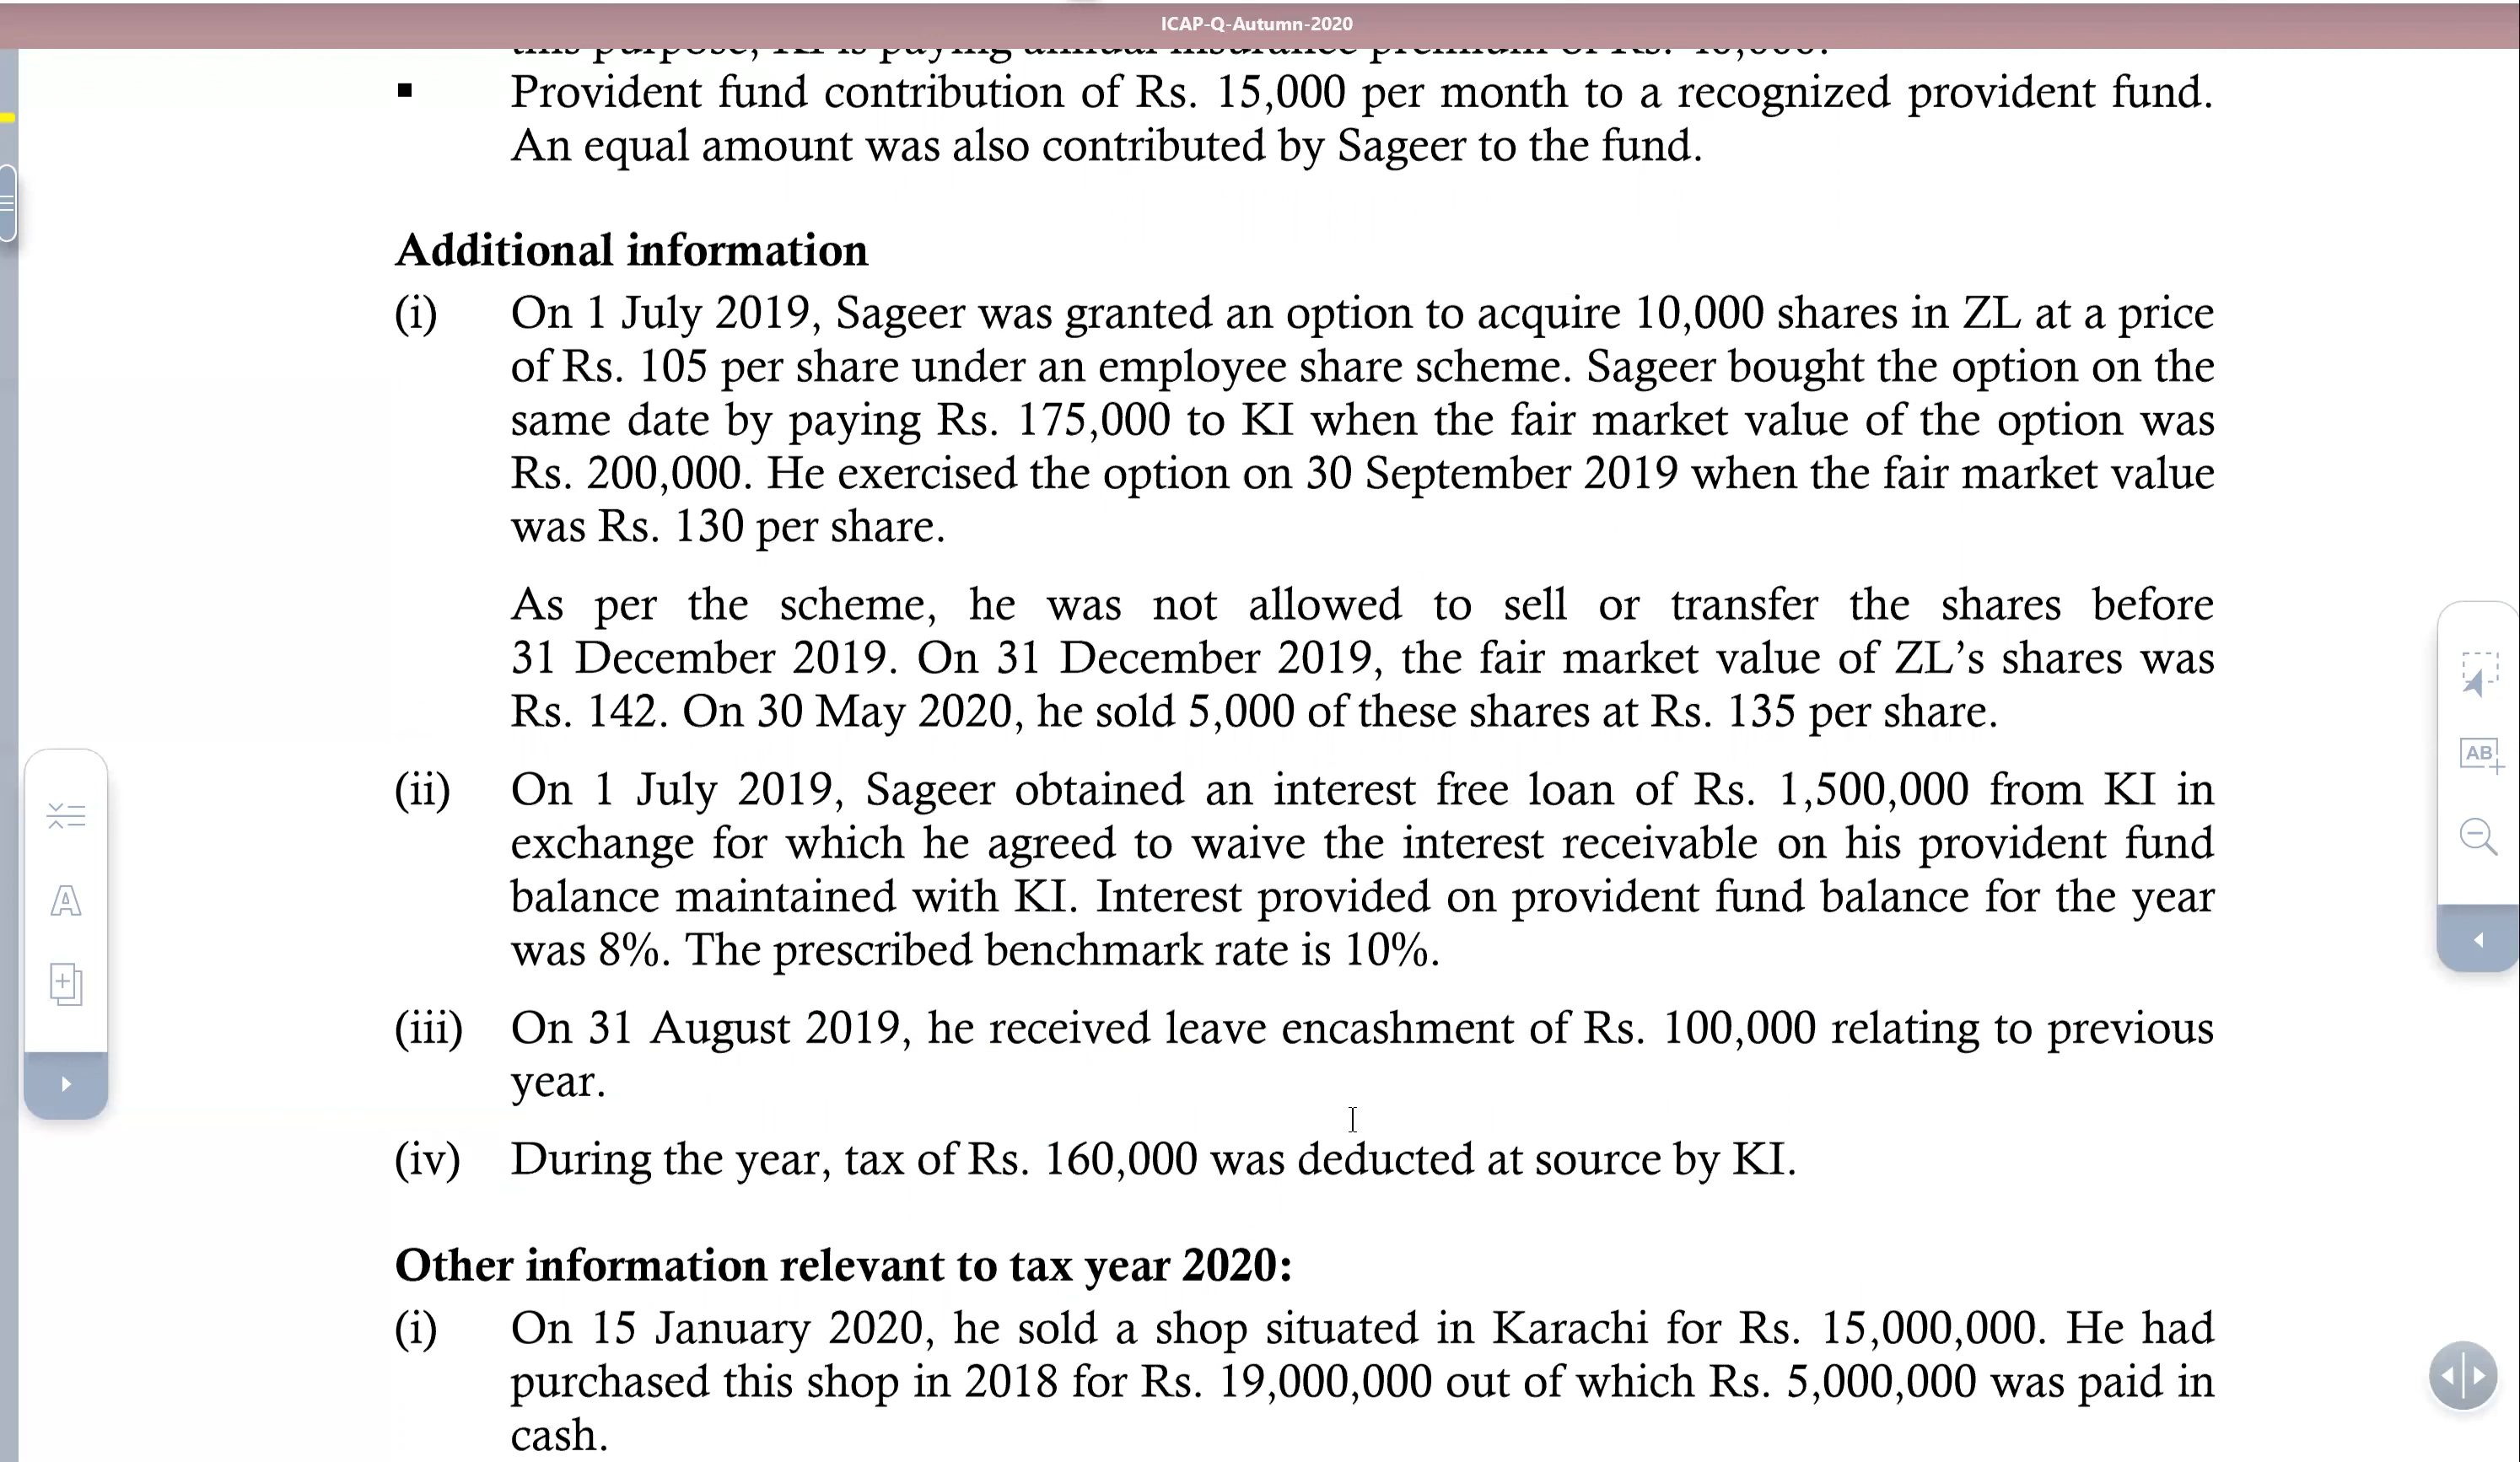 ICAP-Q-Autumn-2020
this purpose, KI is paying annual insurance premium of Rs.
▪ Provident fund contribution of Rs. 15,000 per month to a recognized provident fund.
An equal amount was also contributed by Sageer to the fund.
Additional information
(i) On 1 July 2019, Sageer was granted an option to acquire 10,000 shares in ZL at a price
of Rs. 105 per share under an employee share scheme. Sageer bought the option on the
same date by paying Rs. 175,000 to KI when the fair market value of the option was
Rs. 200,000. He exercised the option on 30 September 2019 when the fair market value
was Rs. 130 per share.
As per the scheme, he was not allowed to sell or transfer the shares before
31 December 2019. On 31 December 2019, the fair market value of ZL’s shares was
Rs. 142. On 30 May 2020, he sold 5,000 of these shares at Rs. 135 per share.
(ii) On 1 July 2019, Sageer obtained an interest free loan of Rs. 1,500,000 from KI in
exchange for which he agreed to waive the interest receivable on his provident fund
balance maintained with KI. Interest provided on provident fund balance for the year
was 8%. The prescribed benchmark rate is 10%.
(iii) On 31 August 2019, he received leave encashment of Rs. 100,000 relating to previous
year.
(iv) During the year, tax of Rs. 160,000 was deducted at source by KI.
Other information relevant to tax year 2020:
(i) On 15 January 2020, he sold a shop situated in Karachi for Rs. 15,000,000. He had
purchased this shop in 2018 for Rs. 19,000,000 out of which Rs. 5,000,000 was paid in
cash.
A
AB